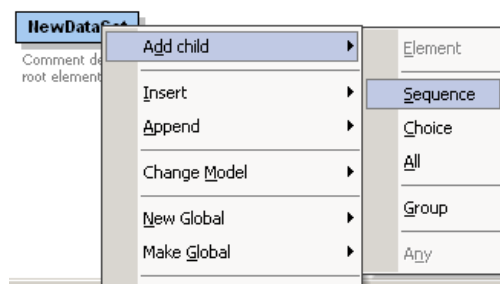 NewData
Comment de
root element
Add child
Insert
Append
Change Model
New Global
Make Global
Element
Sequence
Choice
All
Group
Any